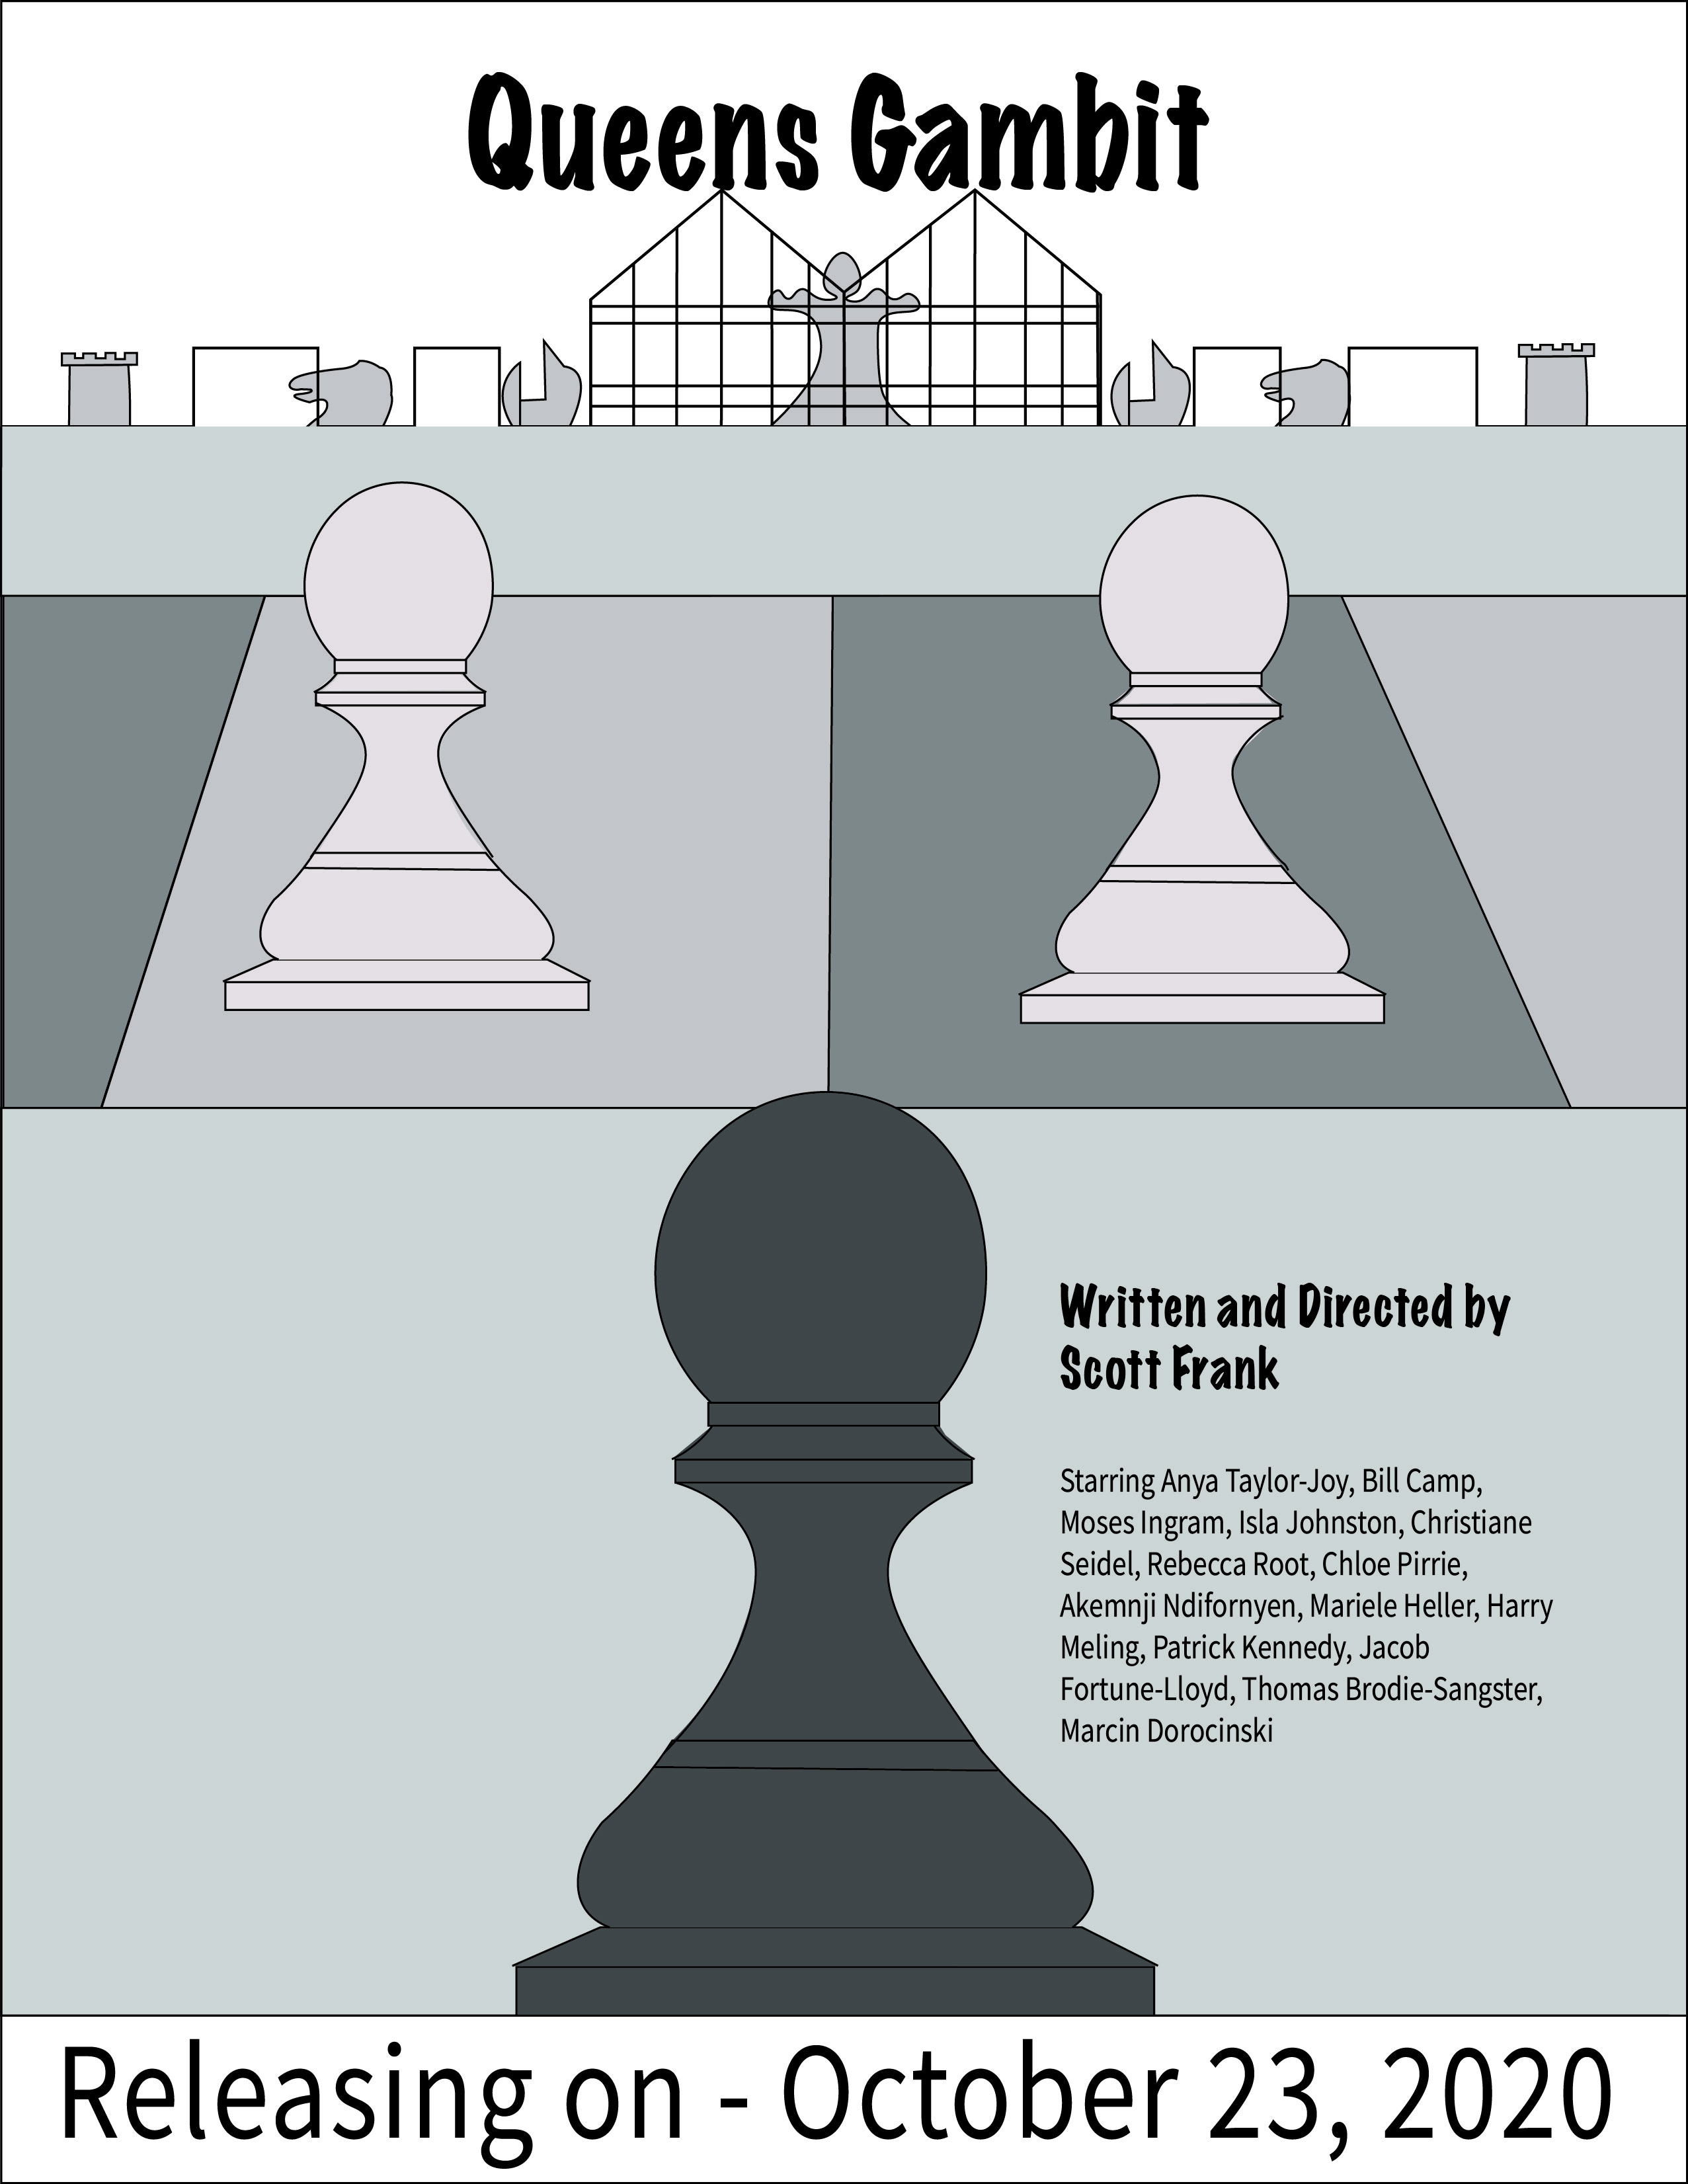 Queens Gambit
Written and Directed by
Scott Frank
Starring Anya Taylor-Joy, Bill Camp,
Moses Ingram, Isla Johnston, Christiane
Seidel, Rebecca Root, Chloe Pirrie,
Akemnji Ndifornyen, Mariele Heller, Harry
Meling, Patrick Kennedy, Jacob
Fortune-Lloyd, Thomas Brodie-Sangster,
Marcin Dorocinski
Releasing on - October 23, 2020